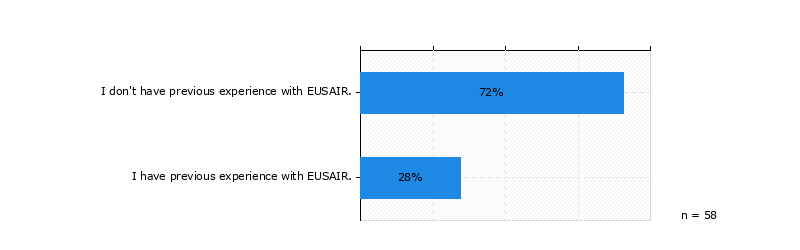 I don't have previous experience with EUSAIR.
72%
I have previous experience with EUSAIR.
28%
n = 58